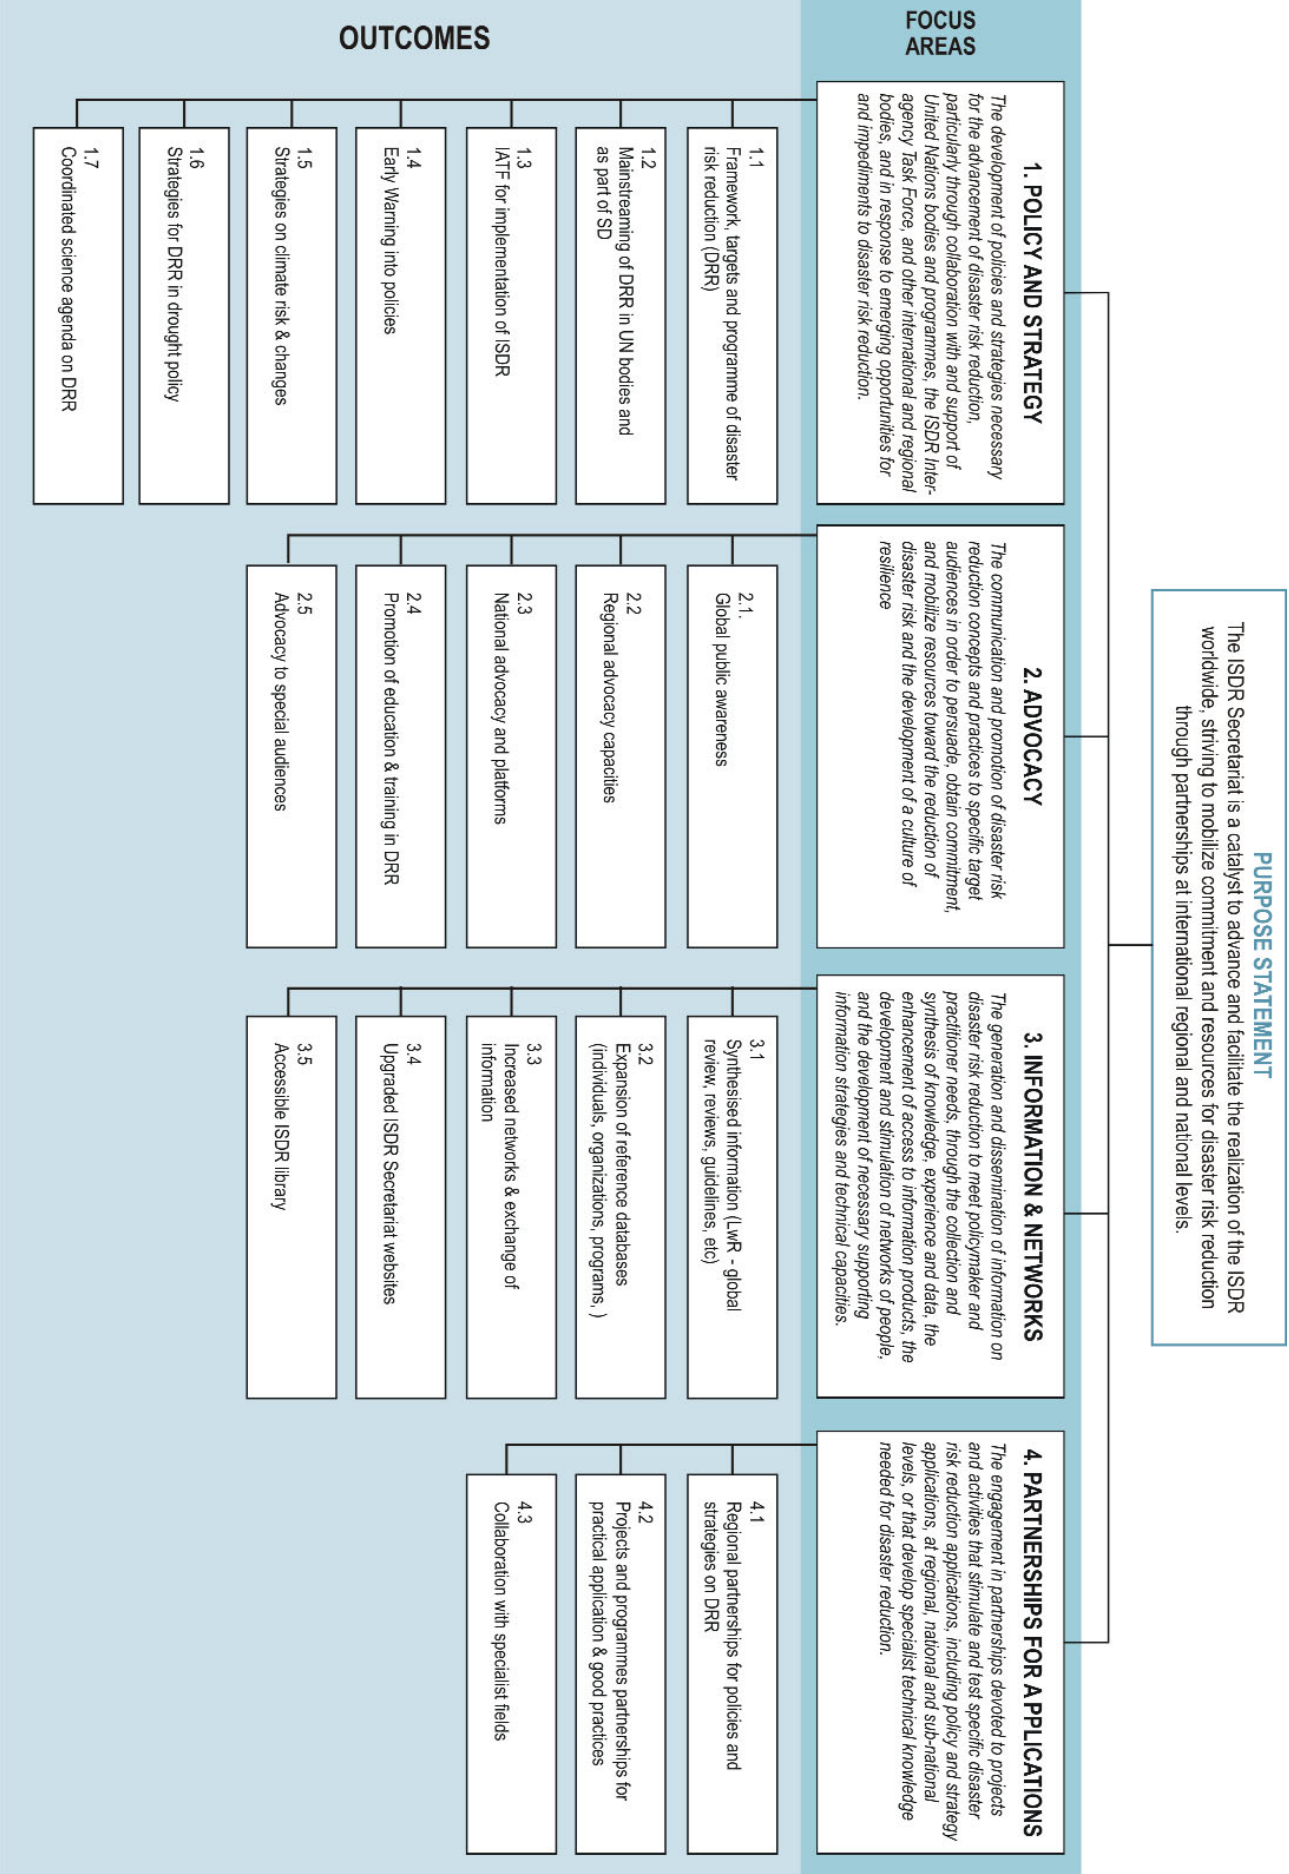 PURPOSE STATEMENT
The ISDR Secretariat is a catalyst to advance and facilitate the realization of the ISDR
worldwide, striving to mobilize commitment and resources for disaster risk reduction
through partnerships at international regional and national levels.
FOCUS
AREAS
1. POLICY AND STRATEGY
The development of policies and strategies necessary
for the advancement of disaster risk reduction,
particularly through collaboration with and support of
United Nations bodies and programmes, the ISDR Inter-
agency Task Force, and other international and regional
bodies, and in response to emerging opportunities for
and impediments to disaster risk reduction.
2. ADVOCACY
The communication and promotion of disaster risk
reduction concepts and practices to specific target
audiences in order to persuade, obtain commitment,
and mobilize resources toward the reduction of
disaster risk and the development of a culture of
resilience
3. INFORMATION & NETWORKS
The generation and dissemination of information on
disaster risk reduction to meet policymaker and
practitioner needs, through the collection and
synthesis of knowledge, experience and data, the
enhancement of access to information products, the
development and stimulation of networks of people,
and the development of necessary supporting
information strategies and technical capacities.
4. PARTNERSHIPS FOR APPLICATIONS
The engagement in partnerships devoted to projects
and activities that stimulate and test specific disaster
risk reduction applications, including policy and strategy
applications, at regional, national and sub-national
levels, or that develop specialist technical knowledge
needed for disaster reduction.
OUTCOMES
1.1
Framework, targets and programme of disaster
risk reduction (DRR)
1.2
Mainstreaming of DRR in UN bodies and
as part of SD
1.3
IATF for implementation of ISDR
1.4
Early Warning into policies
1.5
Strategies on climate risk & changes
1.6
Strategies for DRR in drought policy
1.7
Coordinated science agenda on DRR
2.1.
Global public awareness
2.2
Regional advocacy capacities
2.3
National advocacy and platforms
2.4
Promotion of education & training in DRR
2.5
Advocacy to special audiences
3.1
Synthesised information (LwR - global
review, reviews, guidelines, etc)
3.2
Expansion of reference databases
(individuals, organizations, programs, )
3.3
Increased networks & exchange of
information
3.4
Upgraded ISDR Secretariat websites
3.5
Accessible ISDR library
4.1
Regional partnerships for policies and
strategies on DRR
4.2
Projects and programmes partnerships for
practical application & good practices
4.3
Collaboration with specialist fields